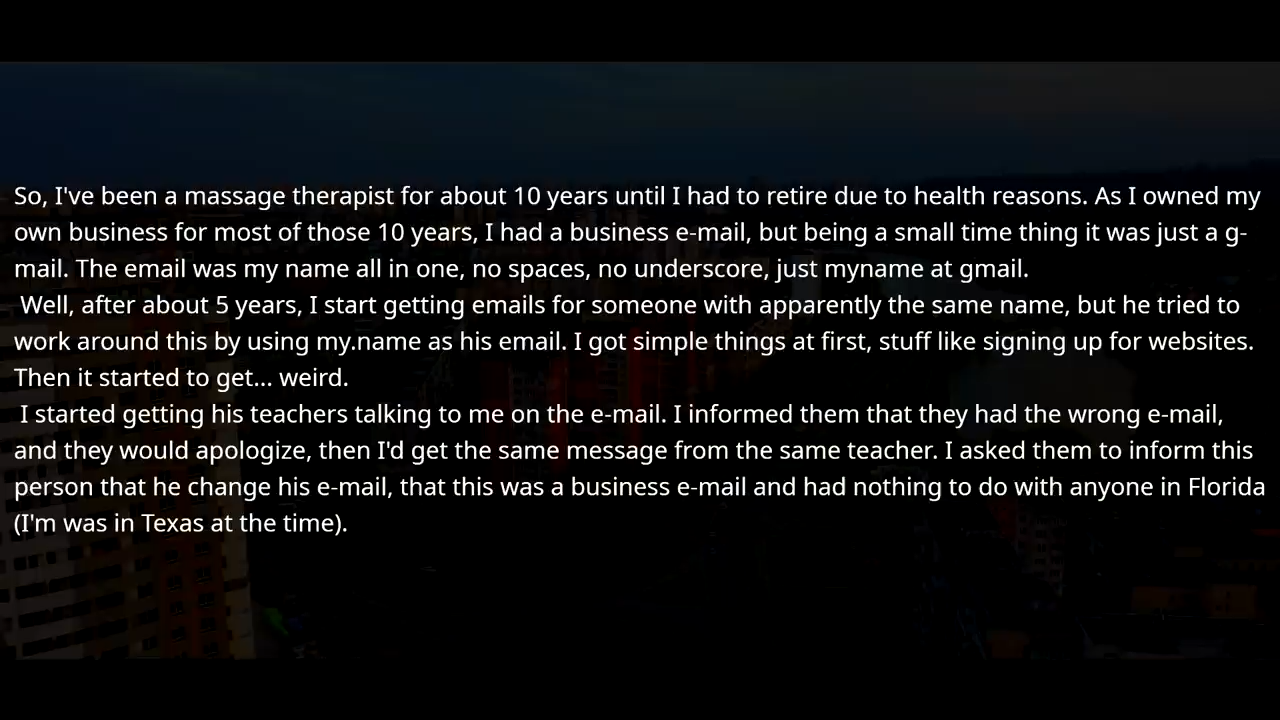 So, I've been a massage therapist for about 10 years until I had to retire due to health reasons. As I owned my
own business for most of those 10 years, I had a business e-mail, but being a small time thing it was just a g-
mail. The email was my name all in one, no spaces, no underscore, just myname at gmail.
Well, after about 5 years, I start getting emails for someone with apparently the same name, but he tried to
work around this by using my.name as his email. I got simple things at first, stuff like signing up for websites.
Then it started to get... weird.
I started getting his teachers talking to me on the e-mail. I informed them that they had the wrong e-mail,
and they would apologize, then I'd get the same message from the same teacher. I asked them to inform this
person that he change his e-mail, that this was a business e-mail and had nothing to do with anyone in Florida
(I'm was in Texas at the time).